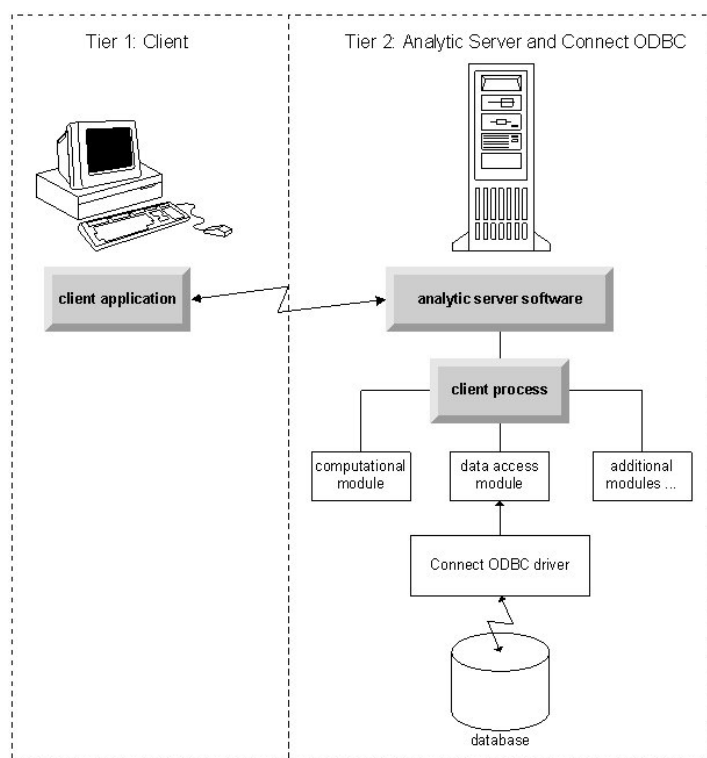 Tier 1: Client
Tier 2: Analytic Server and Connect ODBC
client application
analytic server software
client process
computational
module
data access
module
additional
modules ...
Connect ODBC driver
database